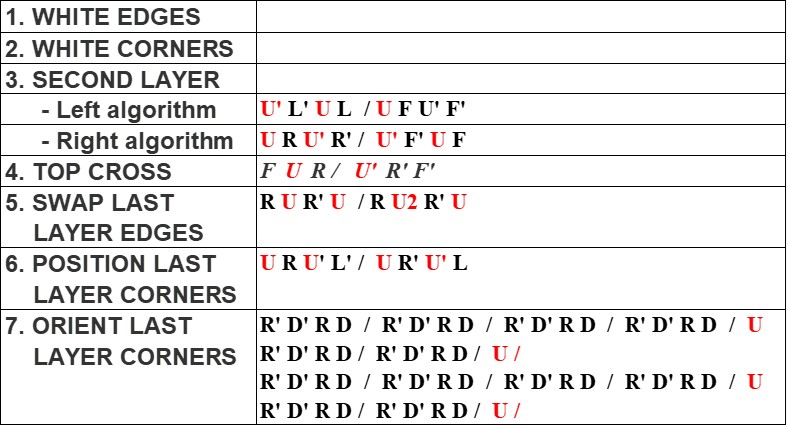 1. WHITE EDGES
2. WHITE CORNERS
3. SECOND LAYER
- Left algorithm U' L' U L / U F U' F'
- Right algorithm U R U' R' / U' F' U F
4. TOP CROSS F U R / U' R' F'
5. SWAP LAST R U R' U / R U2 R' U
LAYER EDGES
6. POSITION LAST U R U' L' / U R' U' L
LAYER CORNERS
7. ORIENT LAST R' D' R D / R' D' R D / R' D' R D / R' D' R D / U
LAYER CORNERS R' D' R D / R' D' R D / U /
R' D' R D / R' D' R D / R' D' R D / R' D' R D / U
R' D' R D / R' D' R D / U /